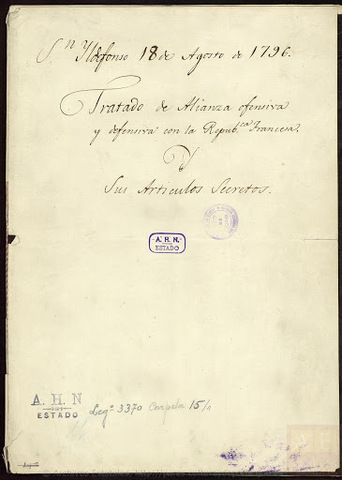 S.n Yldefonso 18 de Agosto de 1796.
Tratado de Alianza ofensiva
y defensiva con la Repub.ca Francesa.
Y
Sus Articulos Secretos.
A. H. N.
ESTADO
A. H. N
ESTADO
Leg.o 3370 Carpeta 15/1